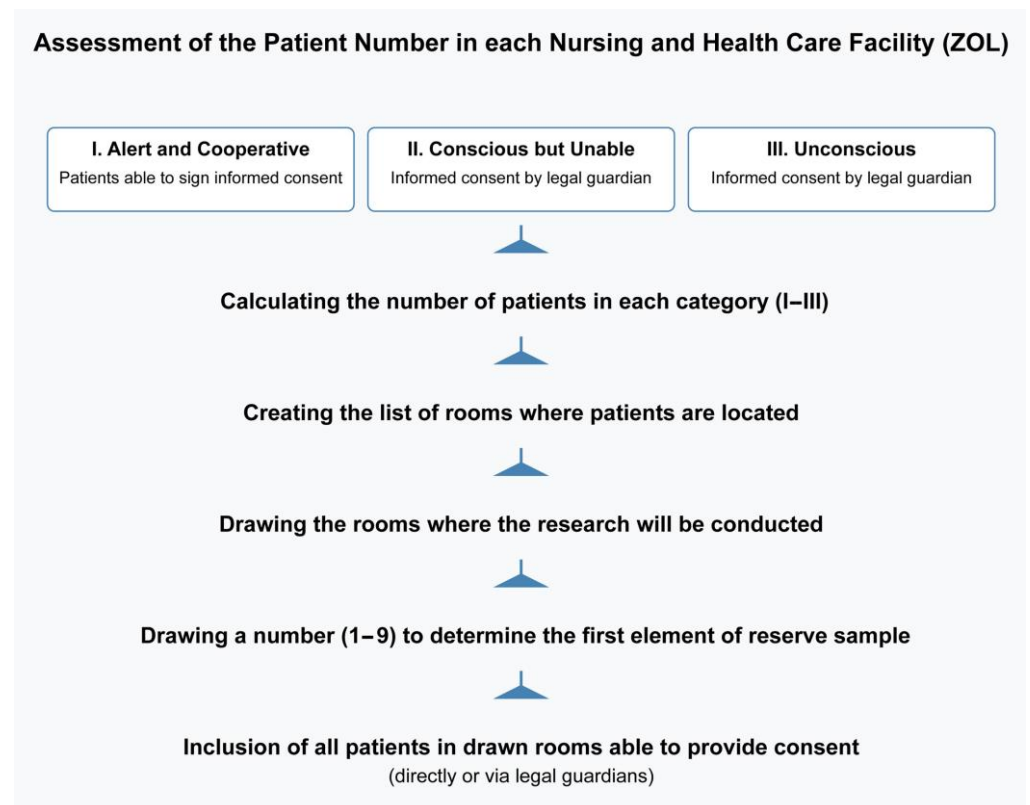 Assessment of the Patient Number in each Nursing and Health Care Facility (ZOL)
I. Alert and Cooperative
Patients able to sign informed consent
II. Conscious but Unable
Informed consent by legal guardian
III. Unconscious
Informed consent by legal guardian
Calculating the number of patients in each category (I–III)
Creating the list of rooms where patients are located
Drawing the rooms where the research will be conducted
Drawing a number (1–9) to determine the first element of reserve sample
Inclusion of all patients in drawn rooms able to provide consent
(directly or via legal guardians)